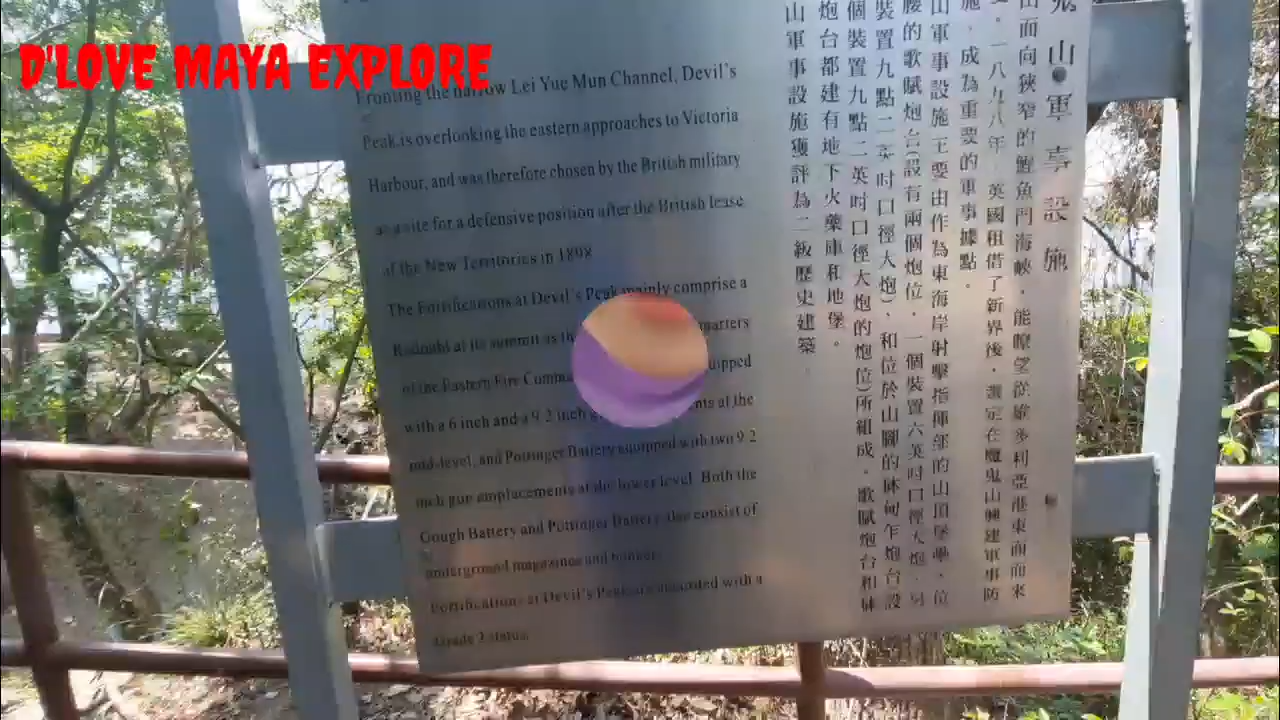 D'LOVE MAYA EXPLORE
Fronting the narrow Lei Yue Mun Channel, Devil's
Peak is overlooking the eastern approaches to Victoria
Harbour, and was therefore chosen by the British military
as a site for a defensive position after the British lease
of the New Territories in 1898
The Fortifications at Devil's Peak mainly comprise a
Redoubt at its summit as the
of the Eastern Fire
with a 6 inch and a 9.2 inch at the
mid-level, and Pottinger Battery equipped with two 9.2
inch gun emplacements at the lower level. Both the
Gough Battery and Pottinger Battery also consist of
underground magazines and bunker.
Fortifications at Devil's Peak awarded with a
Grade 2 status.
鬼山軍事設施
山面向狹窄的鯉魚門海峽，能瞭望從維多利亞港東面而來
一八九八年，英國租借了新界後，選定在魔鬼山興建軍事防
施，成為重要的軍事據點。
山軍事設施主要由作為東海岸射擊指揮部的山頂堡壘、位
腰的歌賦炮台(設有兩個炮位，一個裝置六英吋口徑大炮，另
裝置九點二英吋口徑大炮)，和位於山腳的砵甸乍炮台設
個裝置九點二英吋口徑大炮的炮位)所組成。歌賦炮台和砵
炮台都建有地下火藥庫和地堡。
山軍事設施獲評為二級歷史建築。